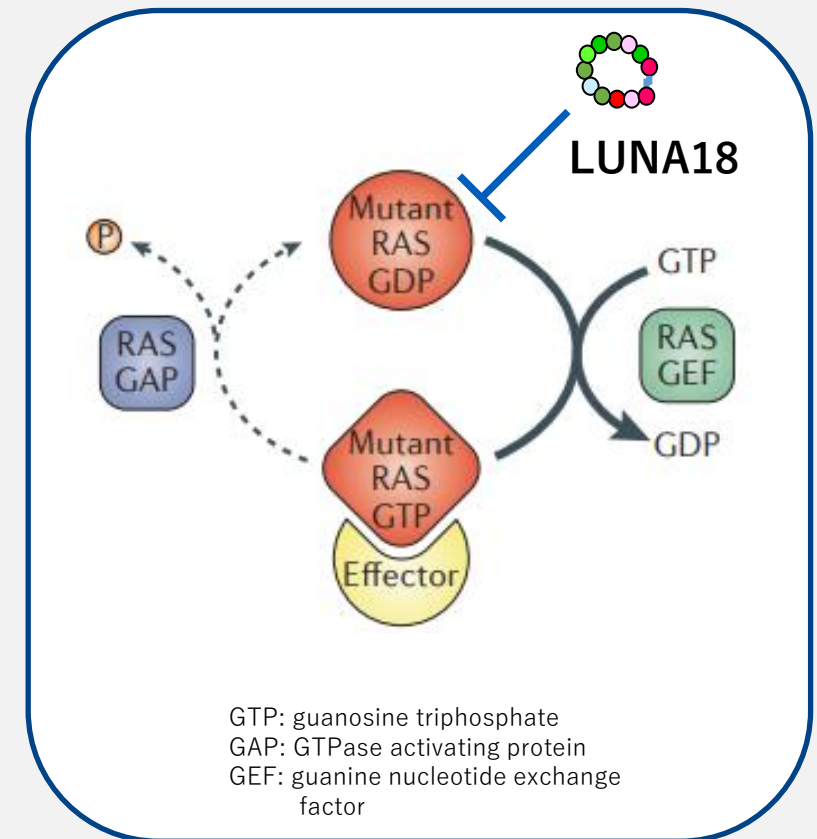 LUNA18
Mutant
RAS
GDP
P
GTP
RAS
GAP
RAS
GEF
GDP
Mutant
RAS
GTP
Effector
GTP: guanosine triphosphate
GAP: GTPase activating protein
GEF: guanine nucleotide exchange
factor